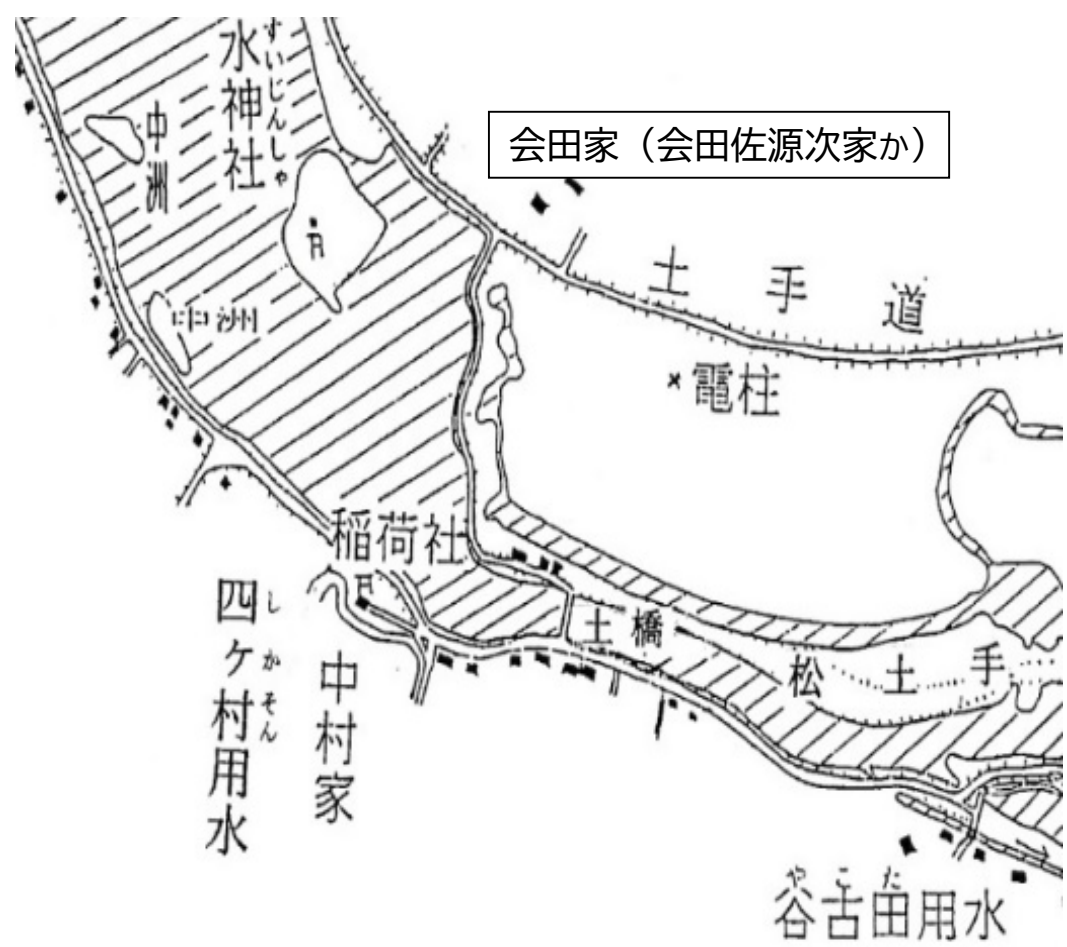 すいじんしゃ
水神社
中洲
会田家（会田佐源次家か）
土手道
中洲
×電柱
稲荷社
四ヶ村用水
しかそん
中村家
土橋
松土手
やこた
谷古田用水